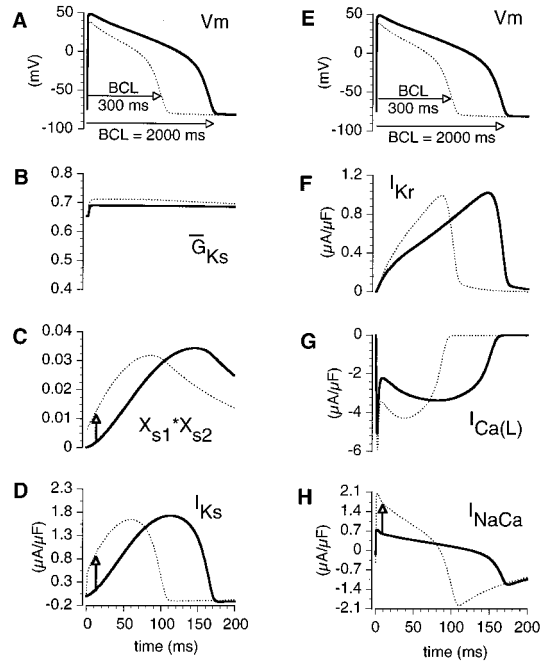 A
Vm
50
0
-50
-100
(mV)
BCL
300 ms
BCL = 2000 ms
B
0.8
0.7
0.6
0.5
0.4
G̅Ks
C
0.04
0.03
0.02
0.01
0
Xs1*Xs2
D
IKs
2.3
1.8
1.3
0.8
0.3
-0.2
(μA/μF)
0 50 100 150 200
time (ms)
E
Vm
50
0
-50
-100
(mV)
BCL
300 ms
BCL = 2000 ms
F
IKr
1.2
0.8
0.4
0
(μA/μF)
G
0
-2
-4
-6
(μA/μF)
ICa(L)
H
INaCa
2.1
1.4
0.7
0
-0.7
-1.4
-2.1
(μA/μF)
0 50 100 150 200
time (ms)